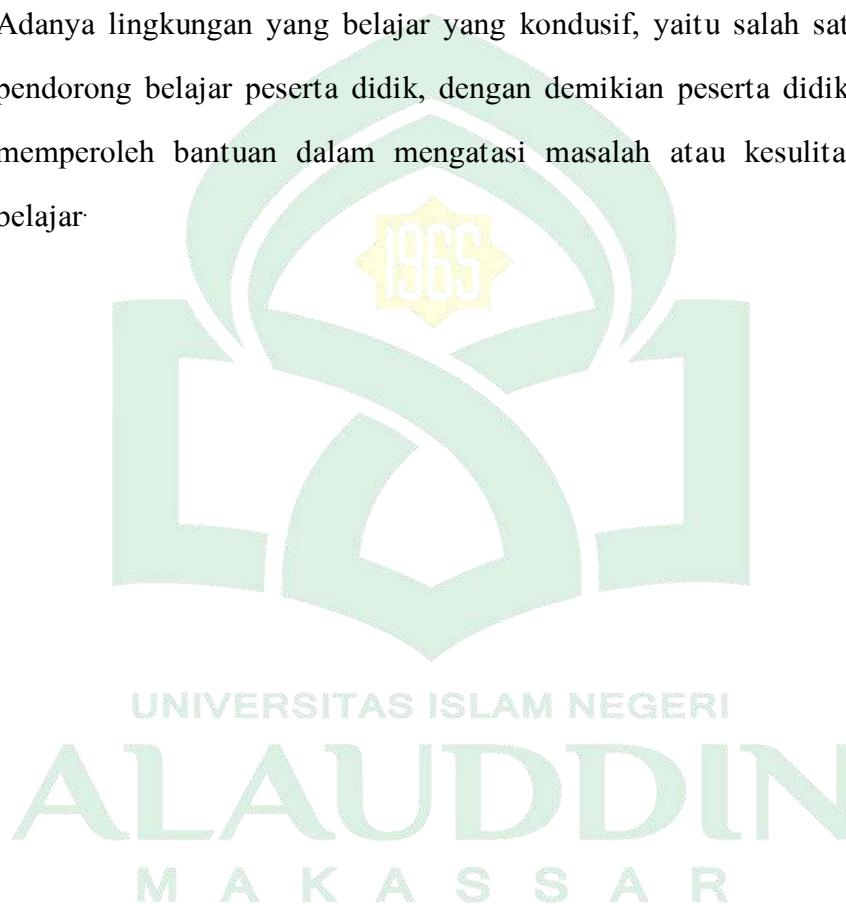 Adanya lingkungan yang belajar yang kondusif, yaitu salah sat
pendorong belajar peserta didik, dengan demikian peserta didik
memperoleh bantuan dalam mengatasi masalah atau kesulita
belajar.
1965
UNIVERSITAS ISLAM NEGERI
ALAUDDIN
MAKASSAR